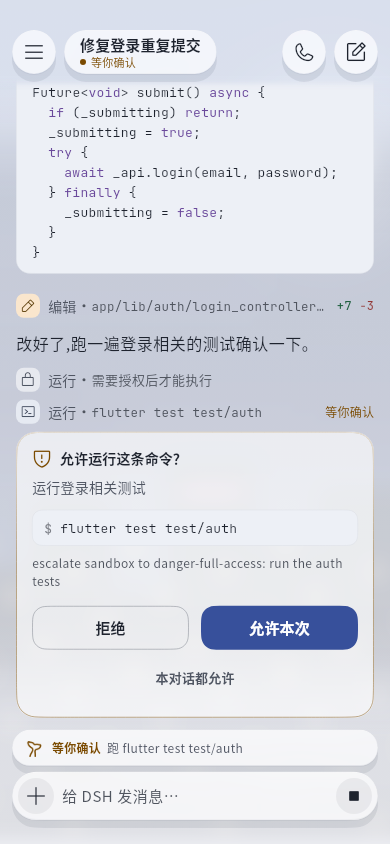 修复登录重复提交
等你确认
Future<void> submit() async {
if (_submitting) return;
_submitting = true;
try {
await _api.login(email, password);
} finally {
_submitting = false;
}
}
编辑 · app/lib/auth/login_controller… +7 -3
改好了,跑一遍登录相关的测试确认一下。
运行 · 需要授权后才能执行
运行 · flutter test test/auth 等你确认
允许运行这条命令?
运行登录相关测试
$ flutter test test/auth
escalate sandbox to danger-full-access: run the auth
tests
拒绝 允许本次
本对话都允许
等你确认 跑 flutter test test/auth
给 DSH 发消息…